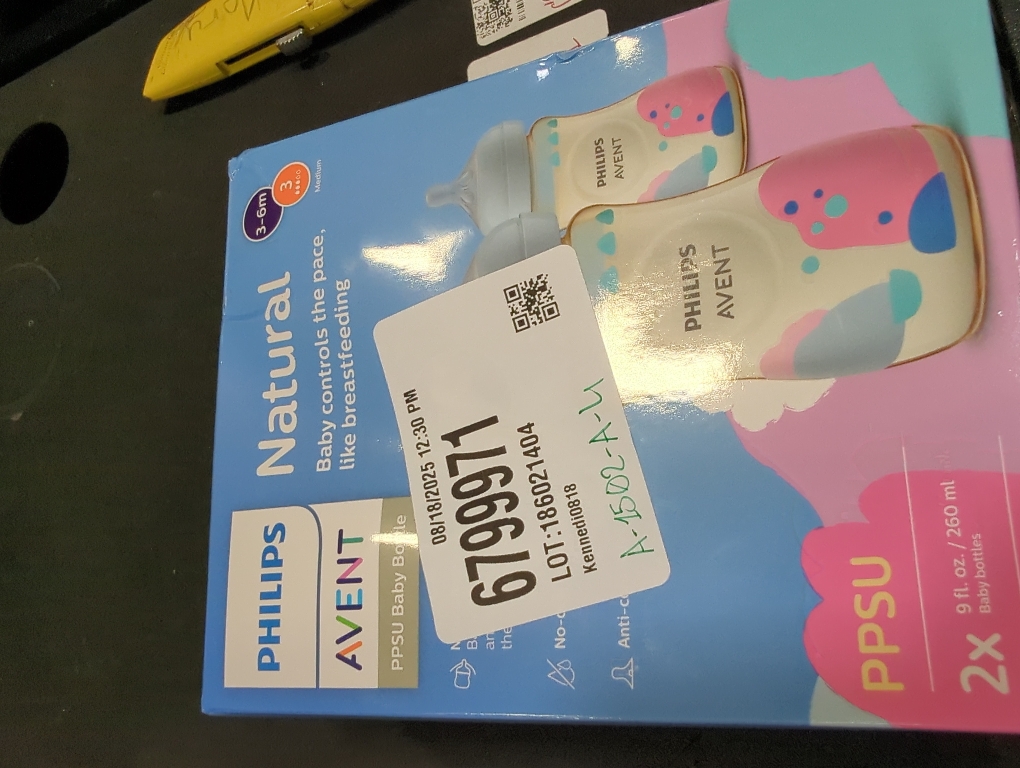 PHILIPS
AVENT
PPSU Baby Bottle
Natural
Baby controls the pace,
like breastfeeding
3-6m
3
Medium
08/18/2025 12:30 PM
6799971
LOT:186021404
Kennedi0818
A-1502-A-U
No-
Anti-c
PHILIPS
AVENT
PHILIPS
AVENT
PPSU
2x
9 fl. oz. / 260 ml
Baby bottles